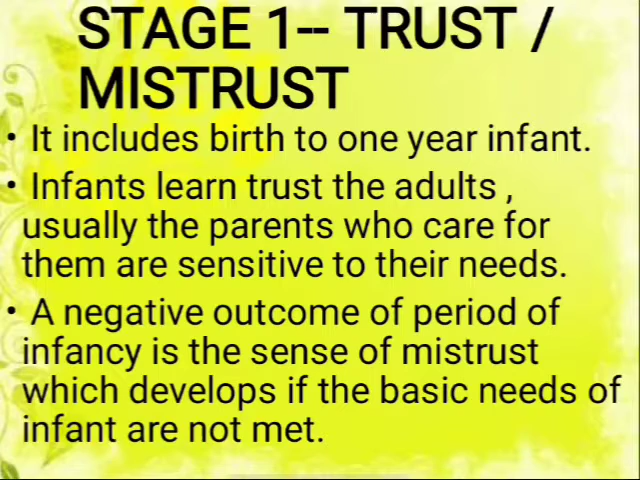 STAGE 1-- TRUST /
MISTRUST
• It includes birth to one year infant.
• Infants learn trust the adults ,
usually the parents who care for
them are sensitive to their needs.
• A negative outcome of period of
infancy is the sense of mistrust
which develops if the basic needs of
infant are not met.